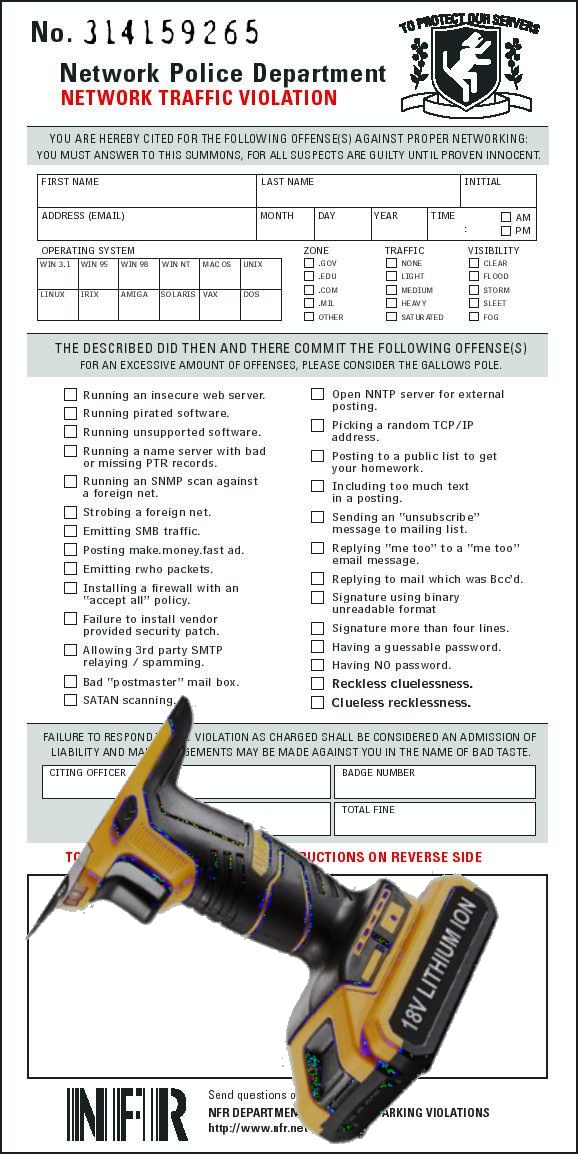 No. 314159265
TO PROTECT OUR SERVERS
Network Police Department
NETWORK TRAFFIC VIOLATION
YOU ARE HEREBY CITED FOR THE FOLLOWING OFFENSE(S) AGAINST PROPER NETWORKING:
YOU MUST ANSWER TO THIS SUMMONS, FOR ALL SUSPECTS ARE GUILTY UNTIL PROVEN INNOCENT.
FIRST NAME LAST NAME INITIAL
ADDRESS (EMAIL) MONTH DAY YEAR TIME : AM
PM
OPERATING SYSTEM ZONE TRAFFIC VISIBILITY
WIN 3.1 WIN 95 WIN 98 WIN NT MAC OS UNIX
LINUX IRIX AMIGA SOLARIS VAX DOS
.GOV NONE CLEAR
.EDU LIGHT FLOOD
.COM MEDIUM STORM
.MIL HEAVY SLEET
OTHER SATURATED FOG
THE DESCRIBED DID THEN AND THERE COMMIT THE FOLLOWING OFFENSE(S)
FOR AN EXCESSIVE AMOUNT OF OFFENSES, PLEASE CONSIDER THE GALLOWS POLE.
Running an insecure web server.
Running pirated software.
Running unsupported software.
Running a name server with bad
or missing PTR records.
Running an SNMP scan against
a foreign net.
Strobing a foreign net.
Emitting SMB traffic.
Posting make.money.fast ad.
Emitting rwho packets.
Installing a firewall with an
"accept all" policy.
Failure to install vendor
provided security patch.
Allowing 3rd party SMTP
relaying / spamming.
Bad "postmaster" mail box.
SATAN scanning.
Open NNTP server for external
posting.
Picking a random TCP/IP
address.
Posting to a public list to get
your homework.
Including too much text
in a posting.
Sending an "unsubscribe"
message to mailing list.
Replying "me too" to a "me too"
email message.
Replying to mail which was Bcc'd.
Signature using binary
unreadable format
Signature more than four lines.
Having a guessable password.
Having NO password.
Reckless cluelessness.
Clueless recklessness.
FAILURE TO RESPOND VIOLATION AS CHARGED SHALL BE CONSIDERED AN ADMISSION OF
LIABILITY AND MAY BE MADE AGAINST YOU IN THE NAME OF BAD TASTE.
CITING OFFICER BADGE NUMBER
TOTAL FINE
ON REVERSE SIDE
18V LITHIUM ION
NFR
Send questions
NFR VIOLATIONS
http://www.nfr.net